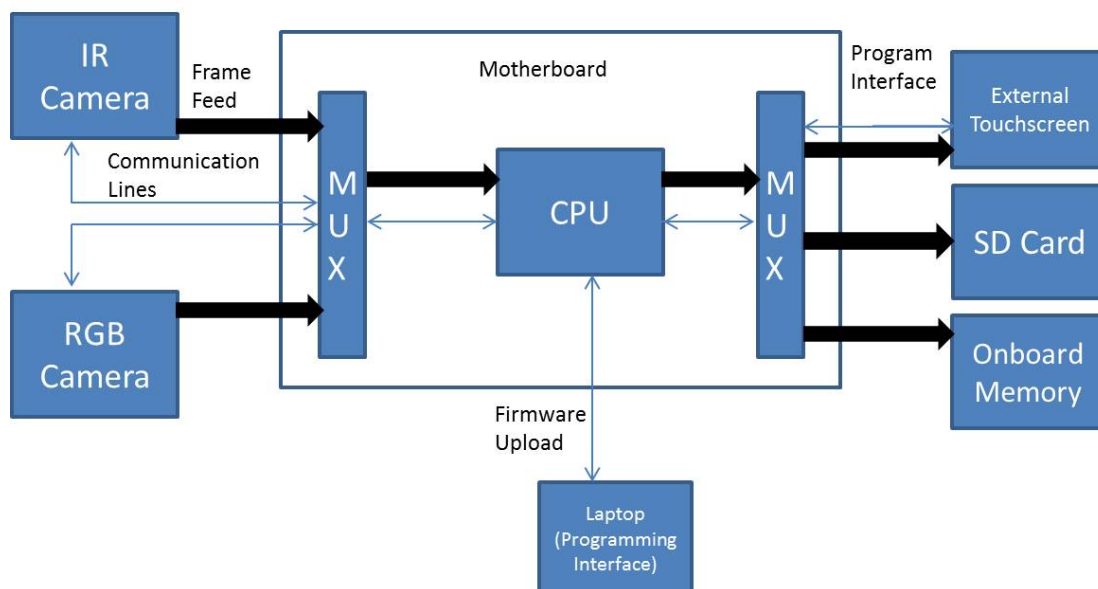 IR
Camera
Frame
Feed
Motherboard
Program
Interface
External
Touchscreen
Communication
Lines
M
U
X
CPU
M
U
X
SD Card
RGB
Camera
Onboard
Memory
Firmware
Upload
Laptop
(Programming
Interface)